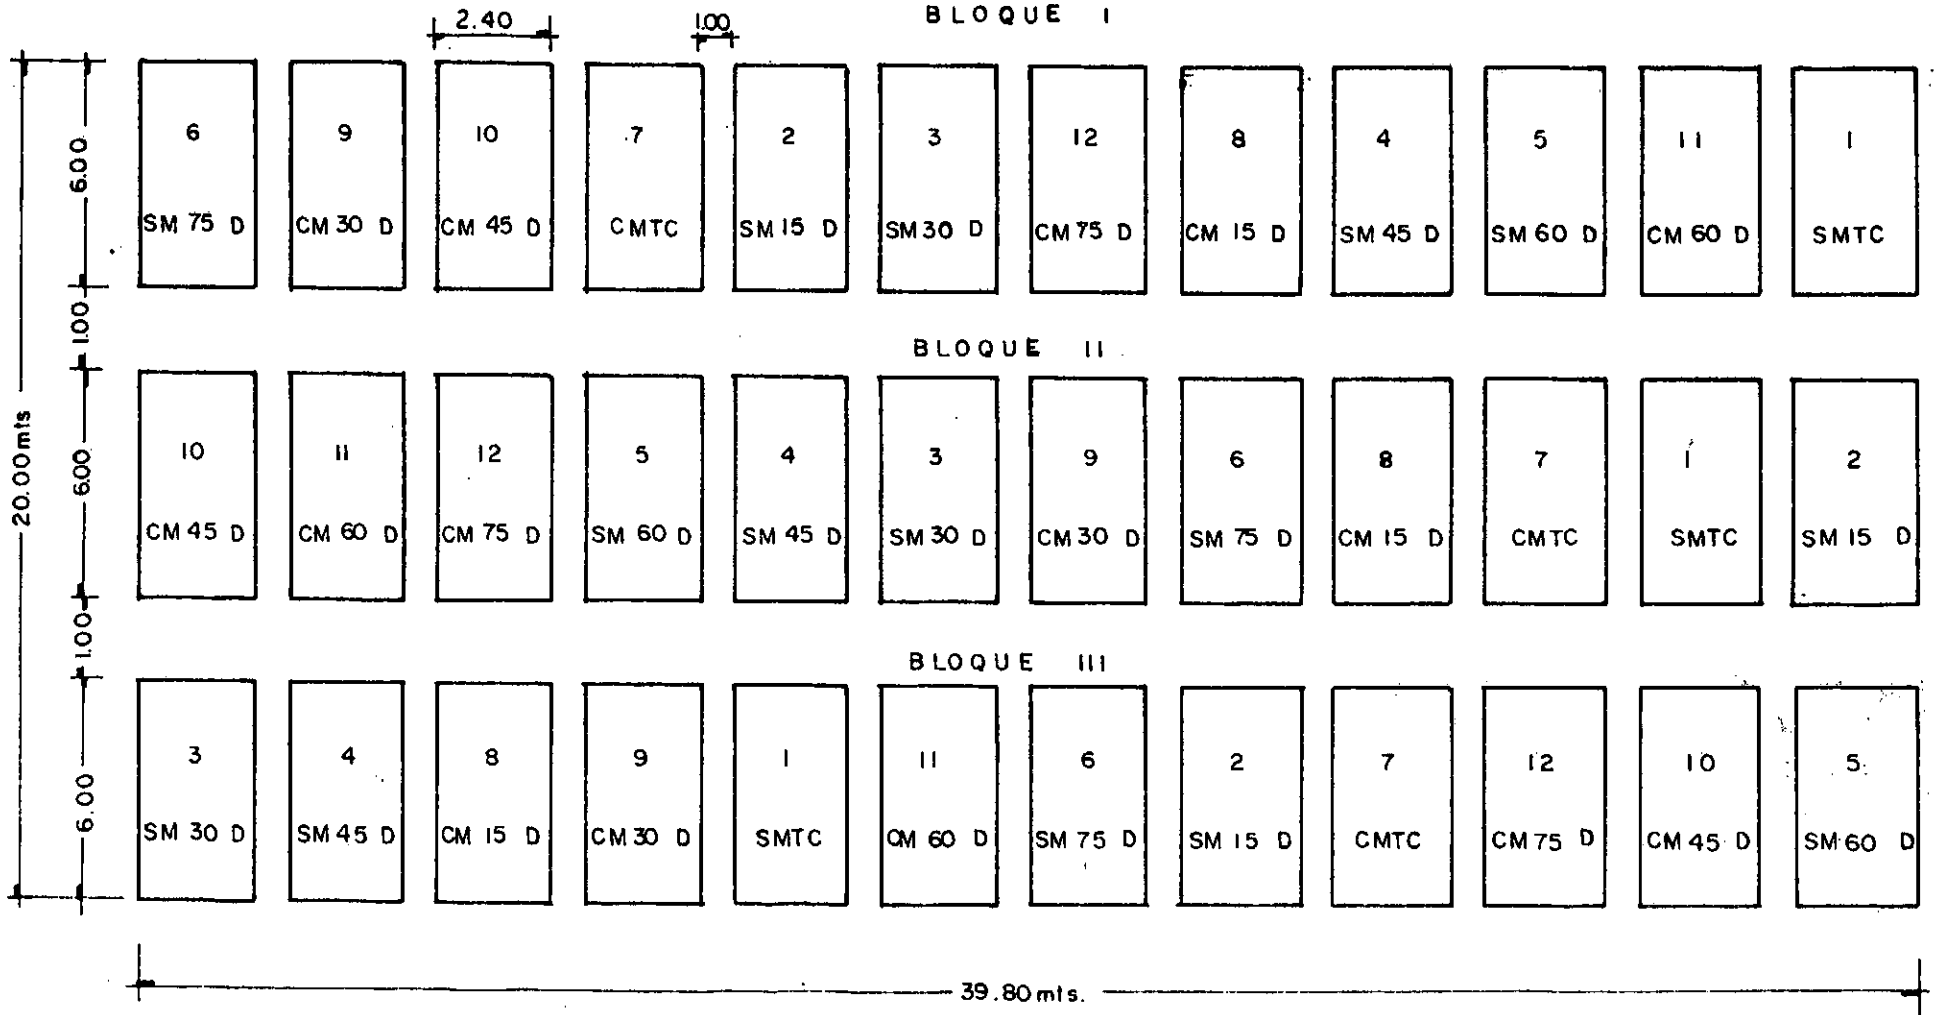 BLOQUE I
2.40 1.00
6 9 10 7 2 3 12 8 4 5 11 1
SM 75 D CM 30 D CM 45 D CMTC SM 15 D SM 30 D CM 75 D CM 15 D SM 45 D SM 60 D CM 60 D SMTC
6.00
1.00
BLOQUE II
10 11 12 5 4 3 9 6 8 7 1 2
CM 45 D CM 60 D CM 75 D SM 60 D SM 45 D SM 30 D CM 30 D SM 75 D CM 15 D CMTC SMTC SM 15 D
20.00mts
6.00
1.00
BLOQUE III
3 4 8 9 1 11 6 2 7 12 10 5
SM 30 D SM 45 D CM 15 D CM 30 D SMTC CM 60 D SM 75 D SM 15 D CMTC CM 75 D CM 45 D SM 60 D
6.00
39.80 mts.